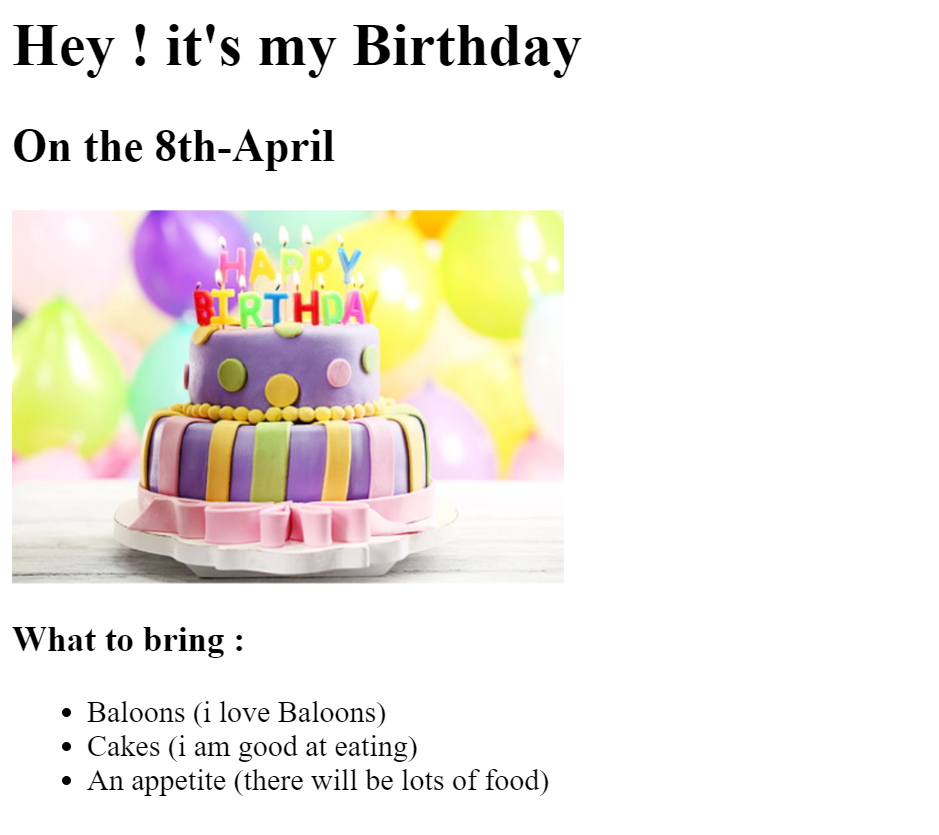 Hey ! it's my Birthday
On the 8th-April
HAPPY
BIRTHDAY
What to bring :
Baloons (i love Baloons)
Cakes (i am good at eating)
An appetite (there will be lots of food)